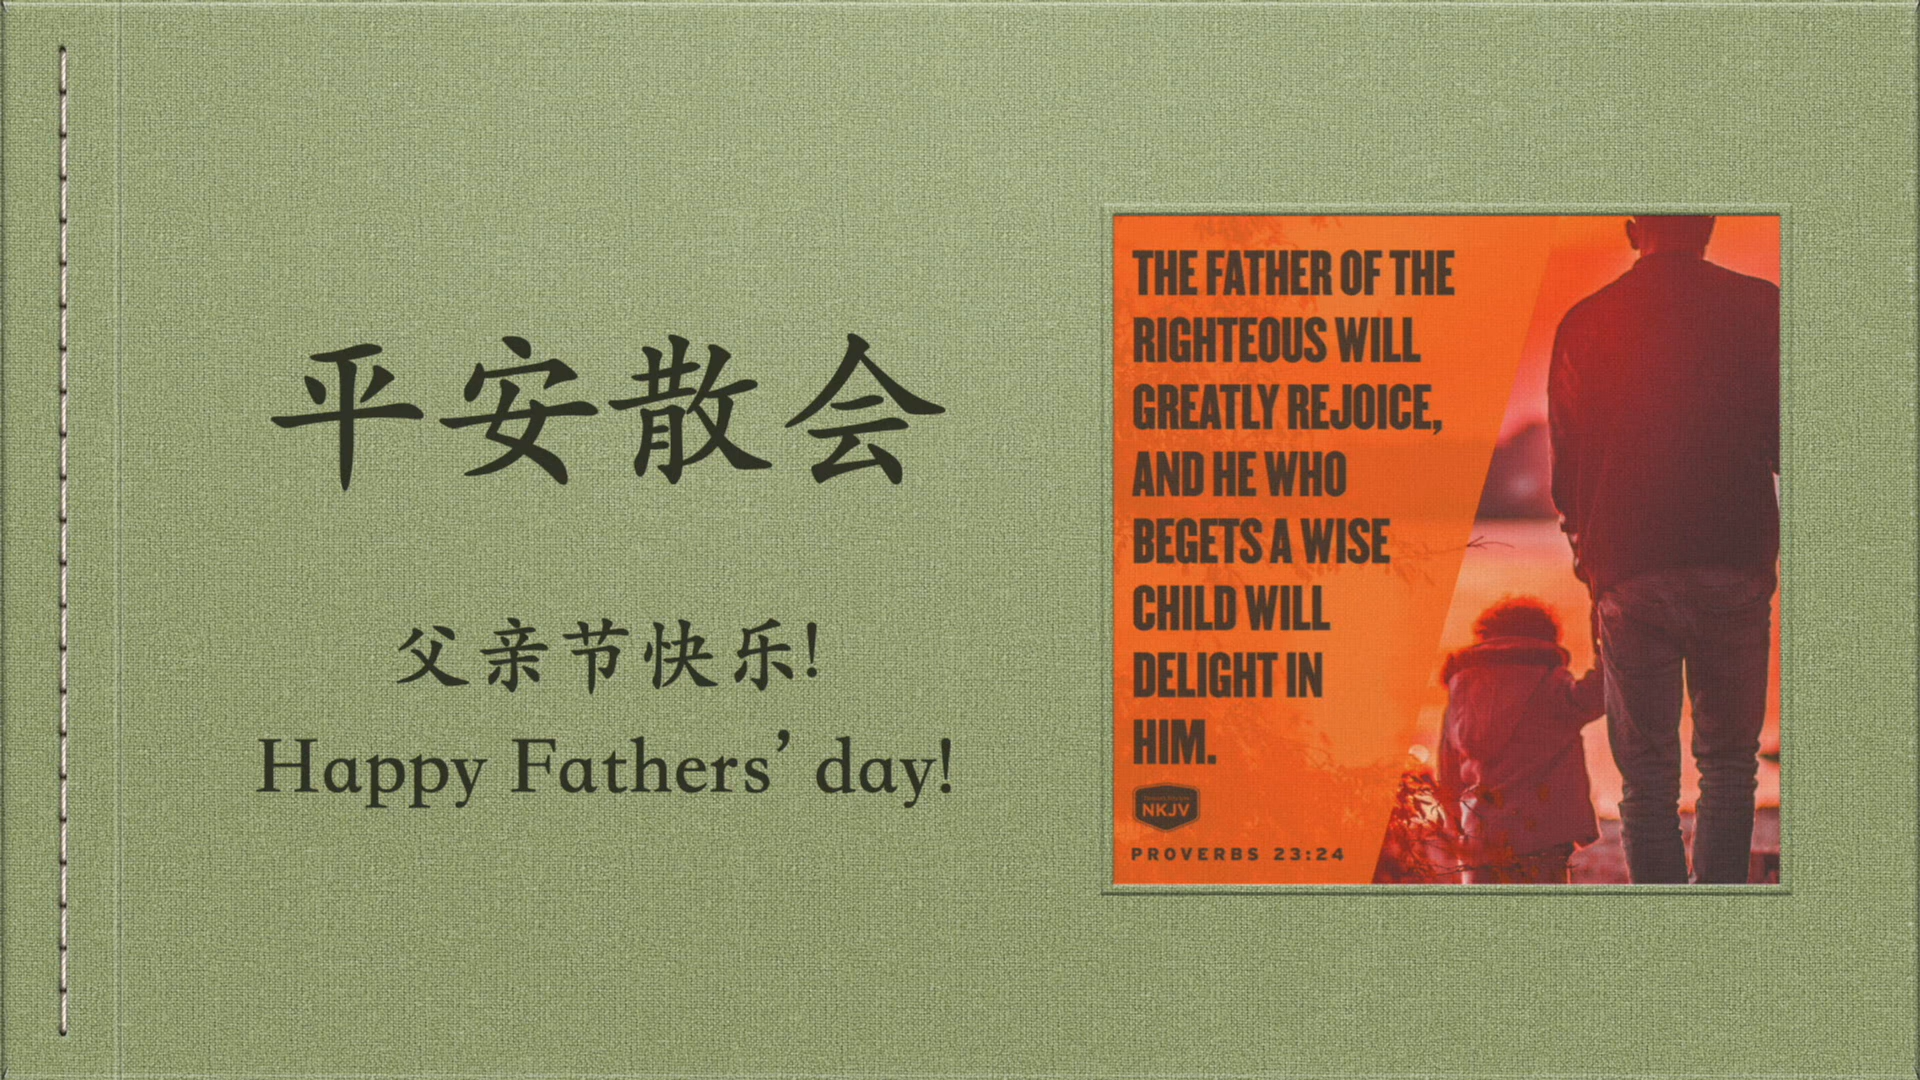 平安散会
父亲节快乐!
Happy Fathers’ day!
THE FATHER OF THE
RIGHTEOUS WILL
GREATLY REJOICE,
AND HE WHO
BEGETS A WISE
CHILD WILL
DELIGHT IN
HIM.
NKJV
PROVERBS 23:24